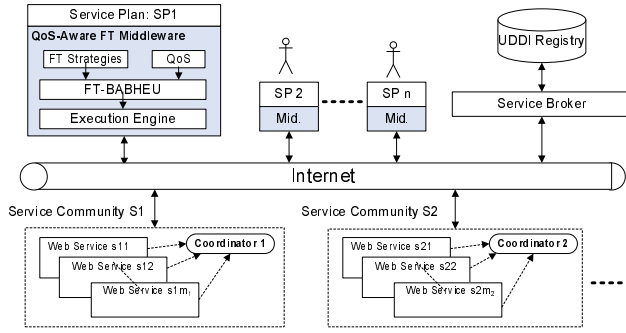 Service Plan: SP1
QoS-Aware FT Middleware
FT Strategies
QoS
FT-BABHEU
Execution Engine
SP 2
Mid.
SP n
Mid.
UDDI Registry
Service Broker
Internet
Service Community S1
Web Service s11
Web Service s12
Web Service s1m₁
Coordinator 1
Service Community S2
Web Service s21
Web Service s22
Web Service s2m₂
Coordinator 2